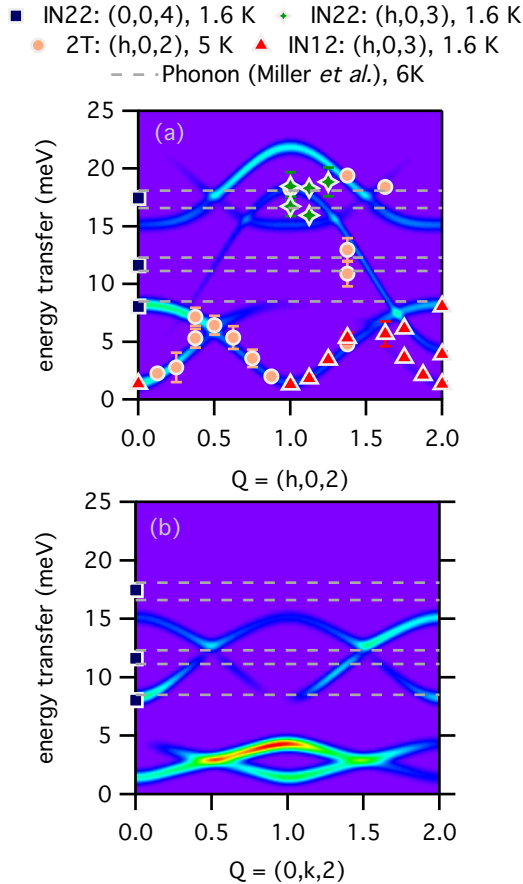 IN22: (0,0,4), 1.6 K IN22: (h,0,3), 1.6 K
2T: (h,0,2), 5 K IN12: (h,0,3), 1.6 K
Phonon (Miller et al.), 6K
(a)
25
20
15
10
5
0
energy transfer (meV)
0.0 0.5 1.0 1.5 2.0
Q = (h,0,2)
(b)
25
20
15
10
5
0
energy transfer (meV)
0.0 0.5 1.0 1.5 2.0
Q = (0,k,2)